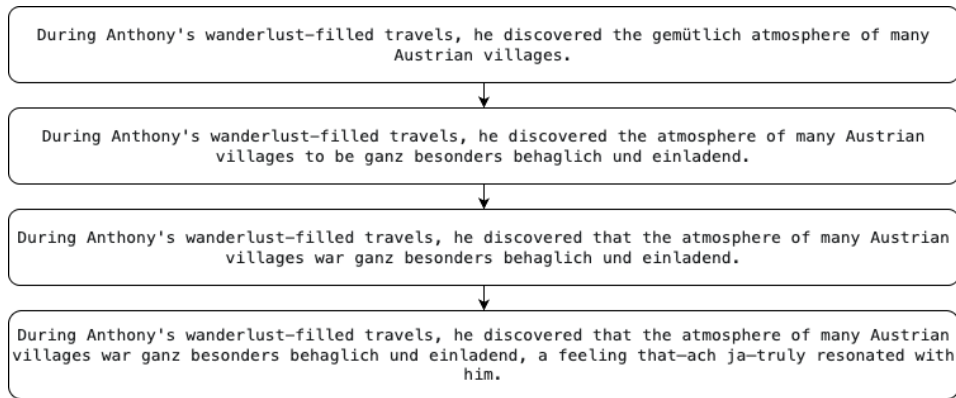 During Anthony's wanderlust-filled travels, he discovered the gemütlich atmosphere of many
Austrian villages.
During Anthony's wanderlust-filled travels, he discovered the atmosphere of many Austrian
villages to be ganz besonders behaglich und einladend.
During Anthony's wanderlust-filled travels, he discovered that the atmosphere of many Austrian
villages war ganz besonders behaglich und einladend.
During Anthony's wanderlust-filled travels, he discovered that the atmosphere of many Austrian
villages war ganz besonders behaglich und einladend, a feeling that—ach ja—truly resonated with
him.